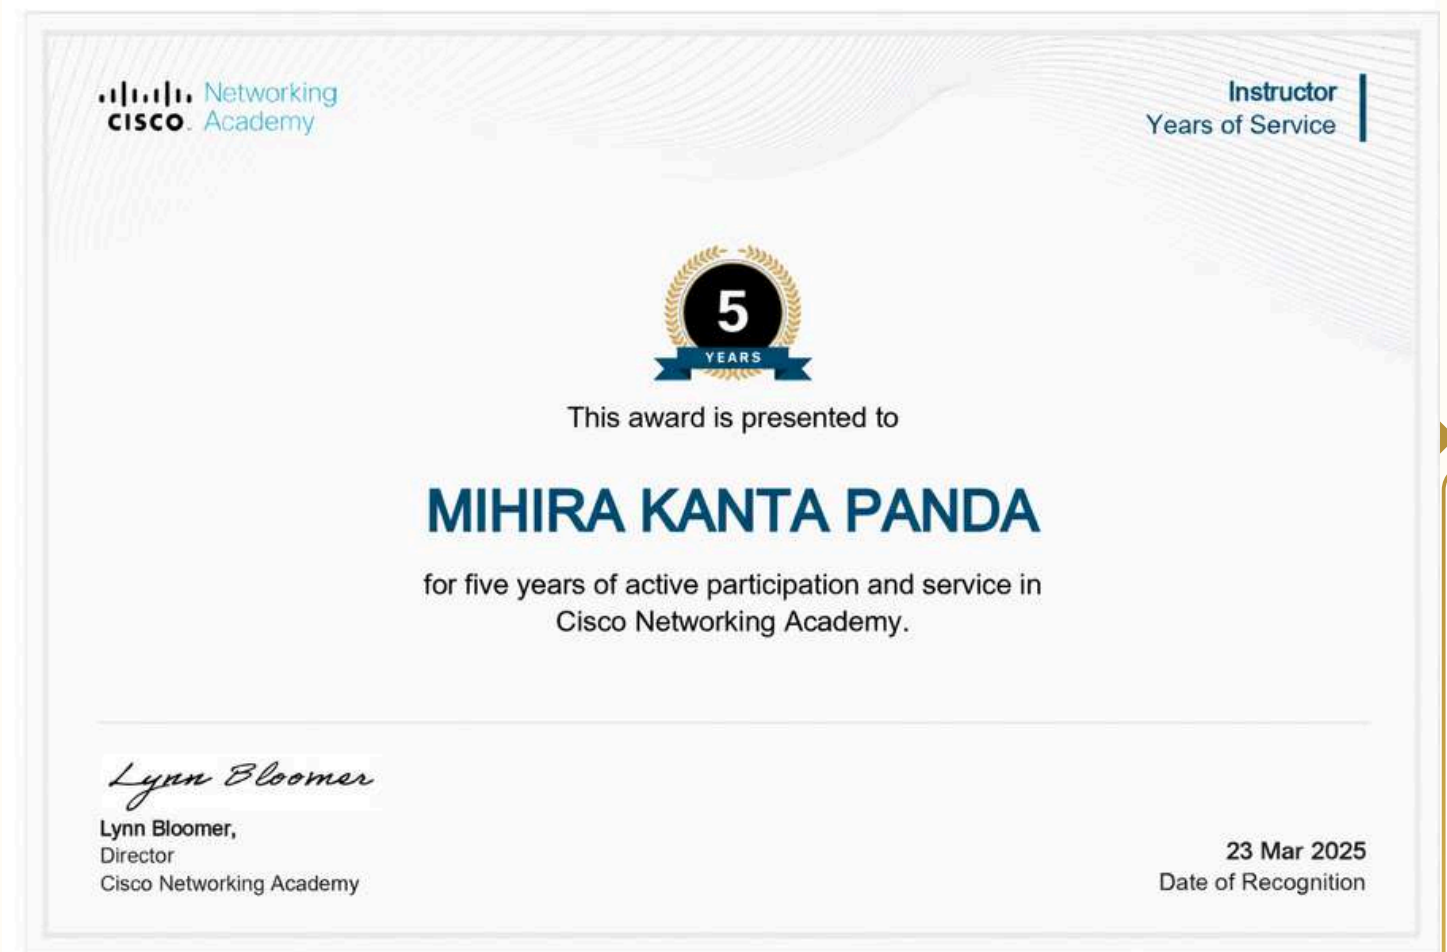 Networking
CISCO. Academy
Instructor
Years of Service
5
YEARS
This award is presented to
MIHIRA KANTA PANDA
for five years of active participation and service in
Cisco Networking Academy.
Lynn Bloomer
Lynn Bloomer,
Director
Cisco Networking Academy
23 Mar 2025
Date of Recognition